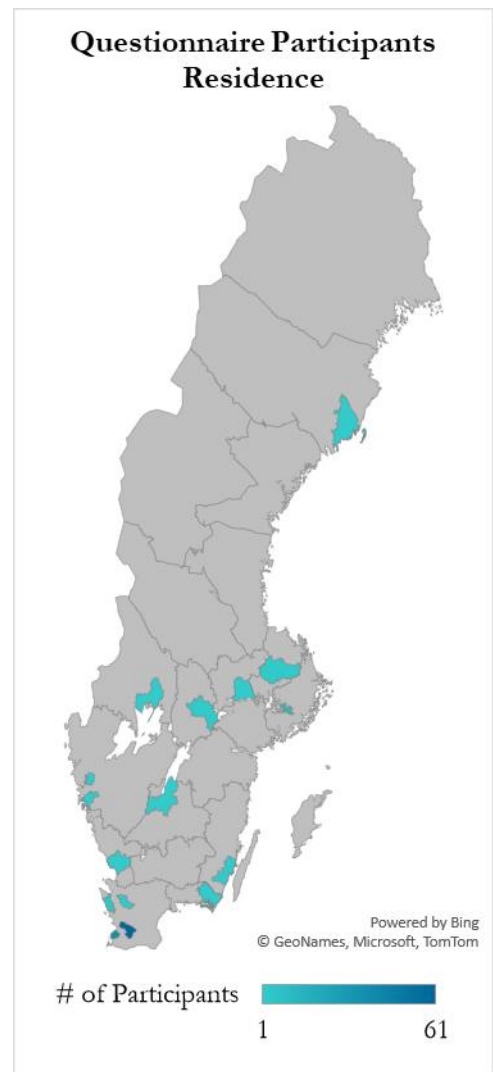 Questionnaire Participants
Residence
Powered by Bing
© GeoNames, Microsoft, TomTom
# of Participants
1 61